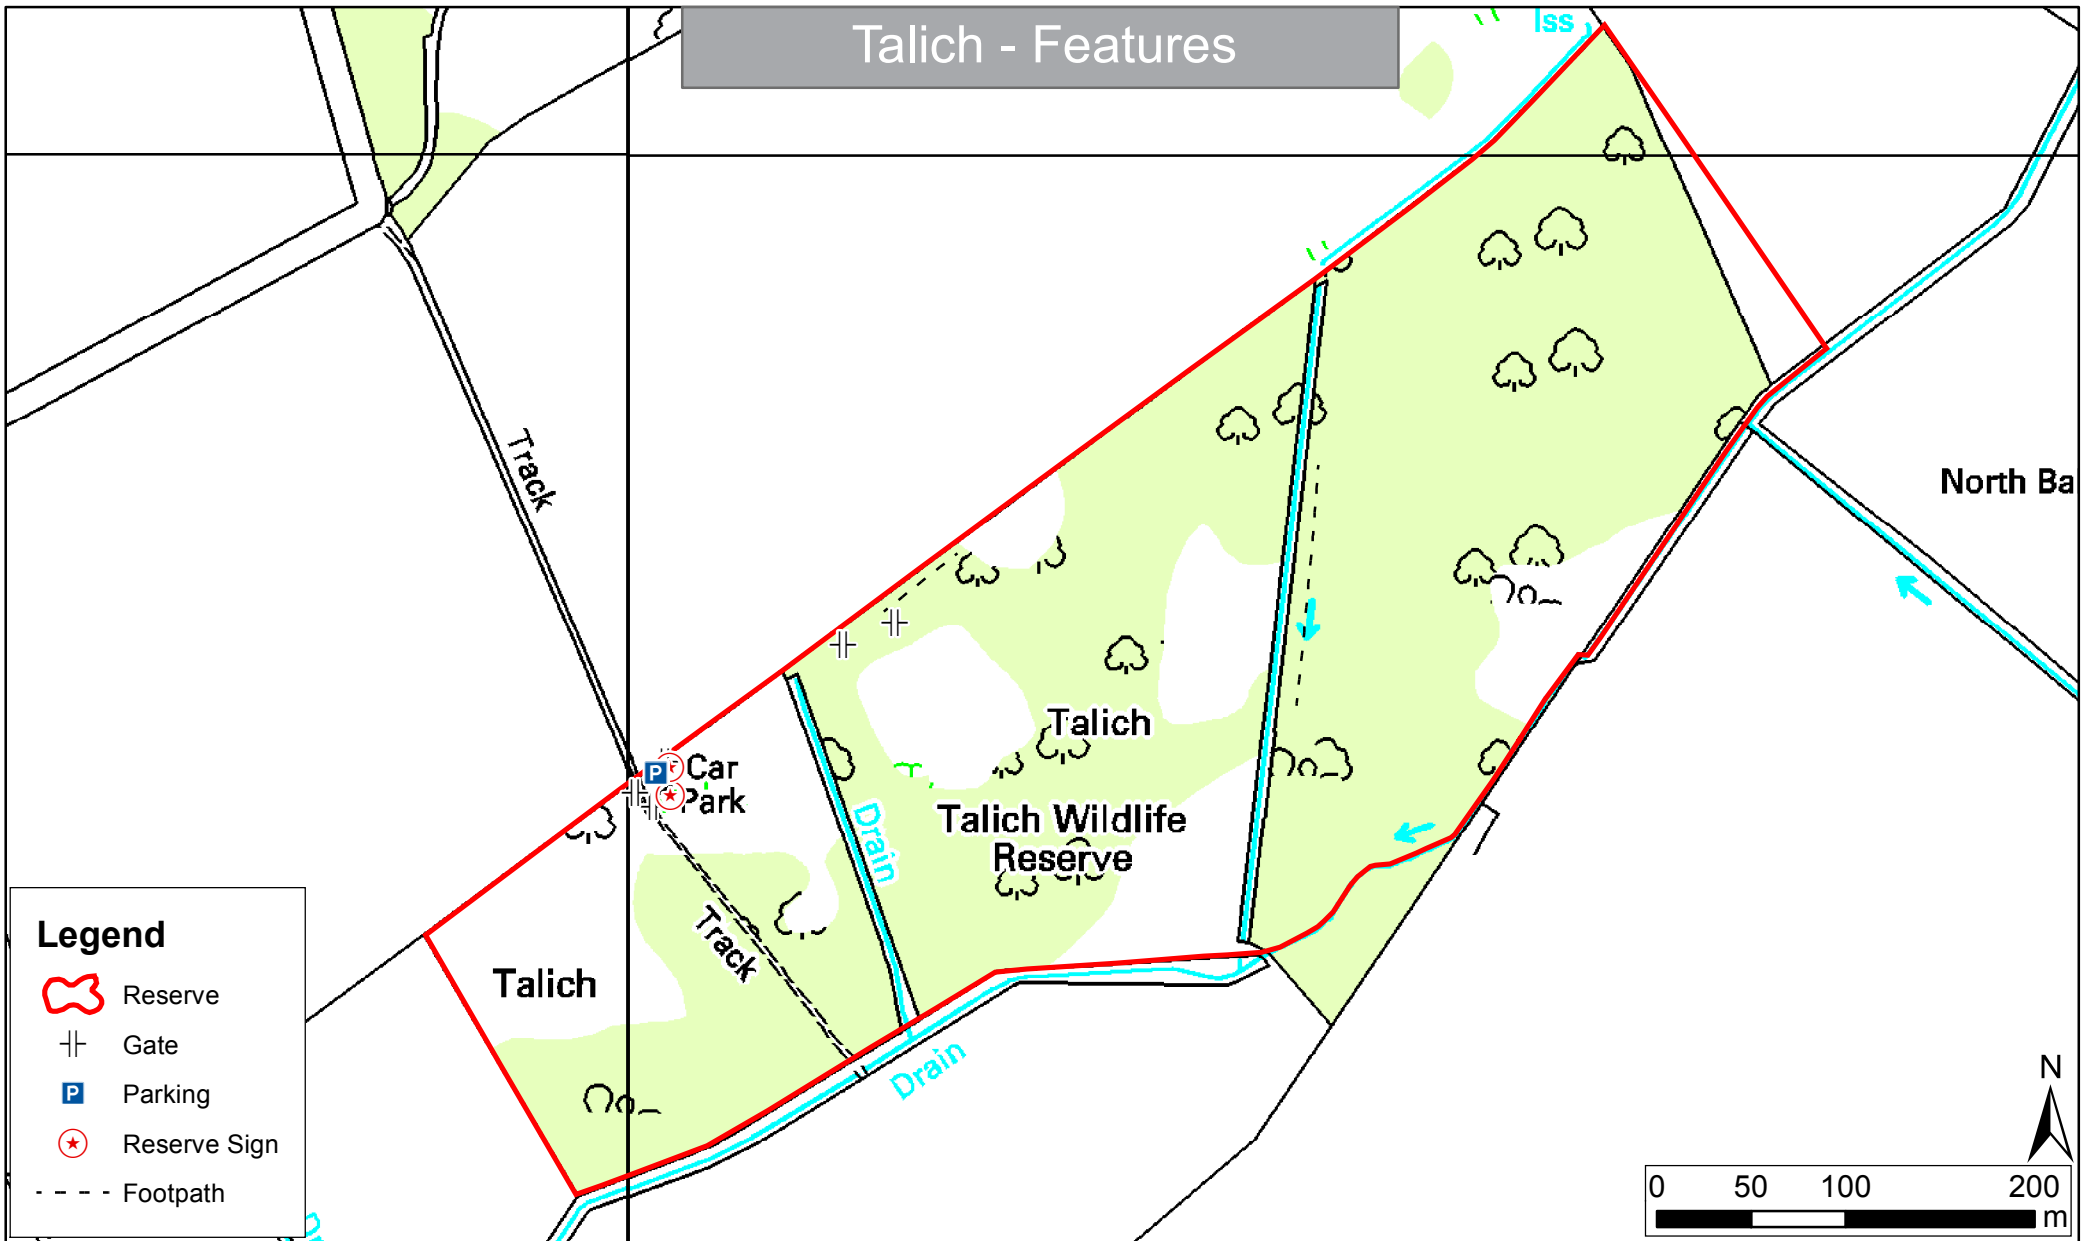 Talich - Features
Iss
Track
North Ba
Talich
Car
Park
Drain
Talich Wildlife
Reserve
Track
Talich
Drain
Legend
Reserve
Gate
P Parking
Reserve Sign
Footpath
P
N
0 50 100 200
m